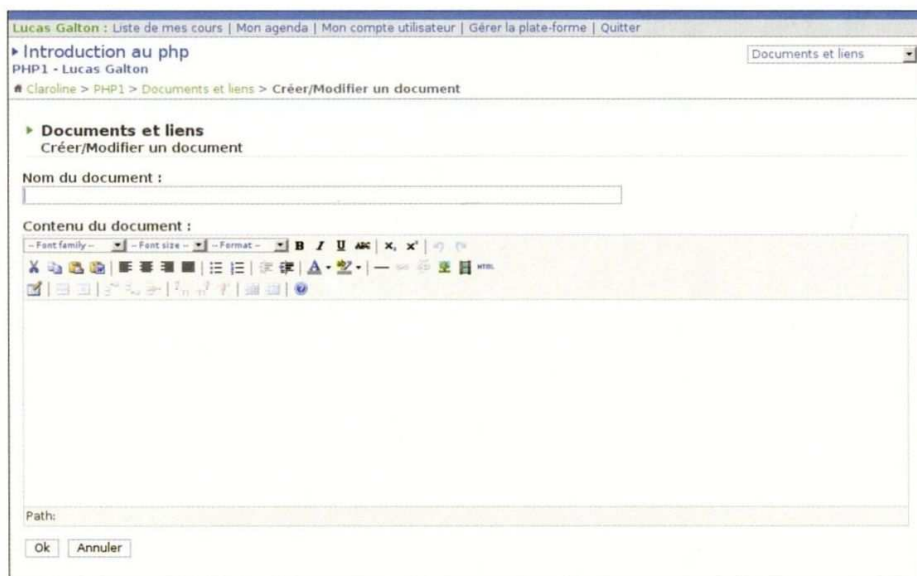 Lucas Galton : Liste de mes cours | Mon agenda | Mon compte utilisateur | Gérer la plate-forme | Quitter
Introduction au php
Documents et liens
PHP1 - Lucas Galton
Claroline > PHP1 > Documents et liens > Créer/Modifier un document
Documents et liens
Créer/Modifier un document
Nom du document :
Contenu du document :
-- Font family -- -- Font size -- -- Format -- B I U ABC x, x'
A ab HTML
Path:
Ok Annuler